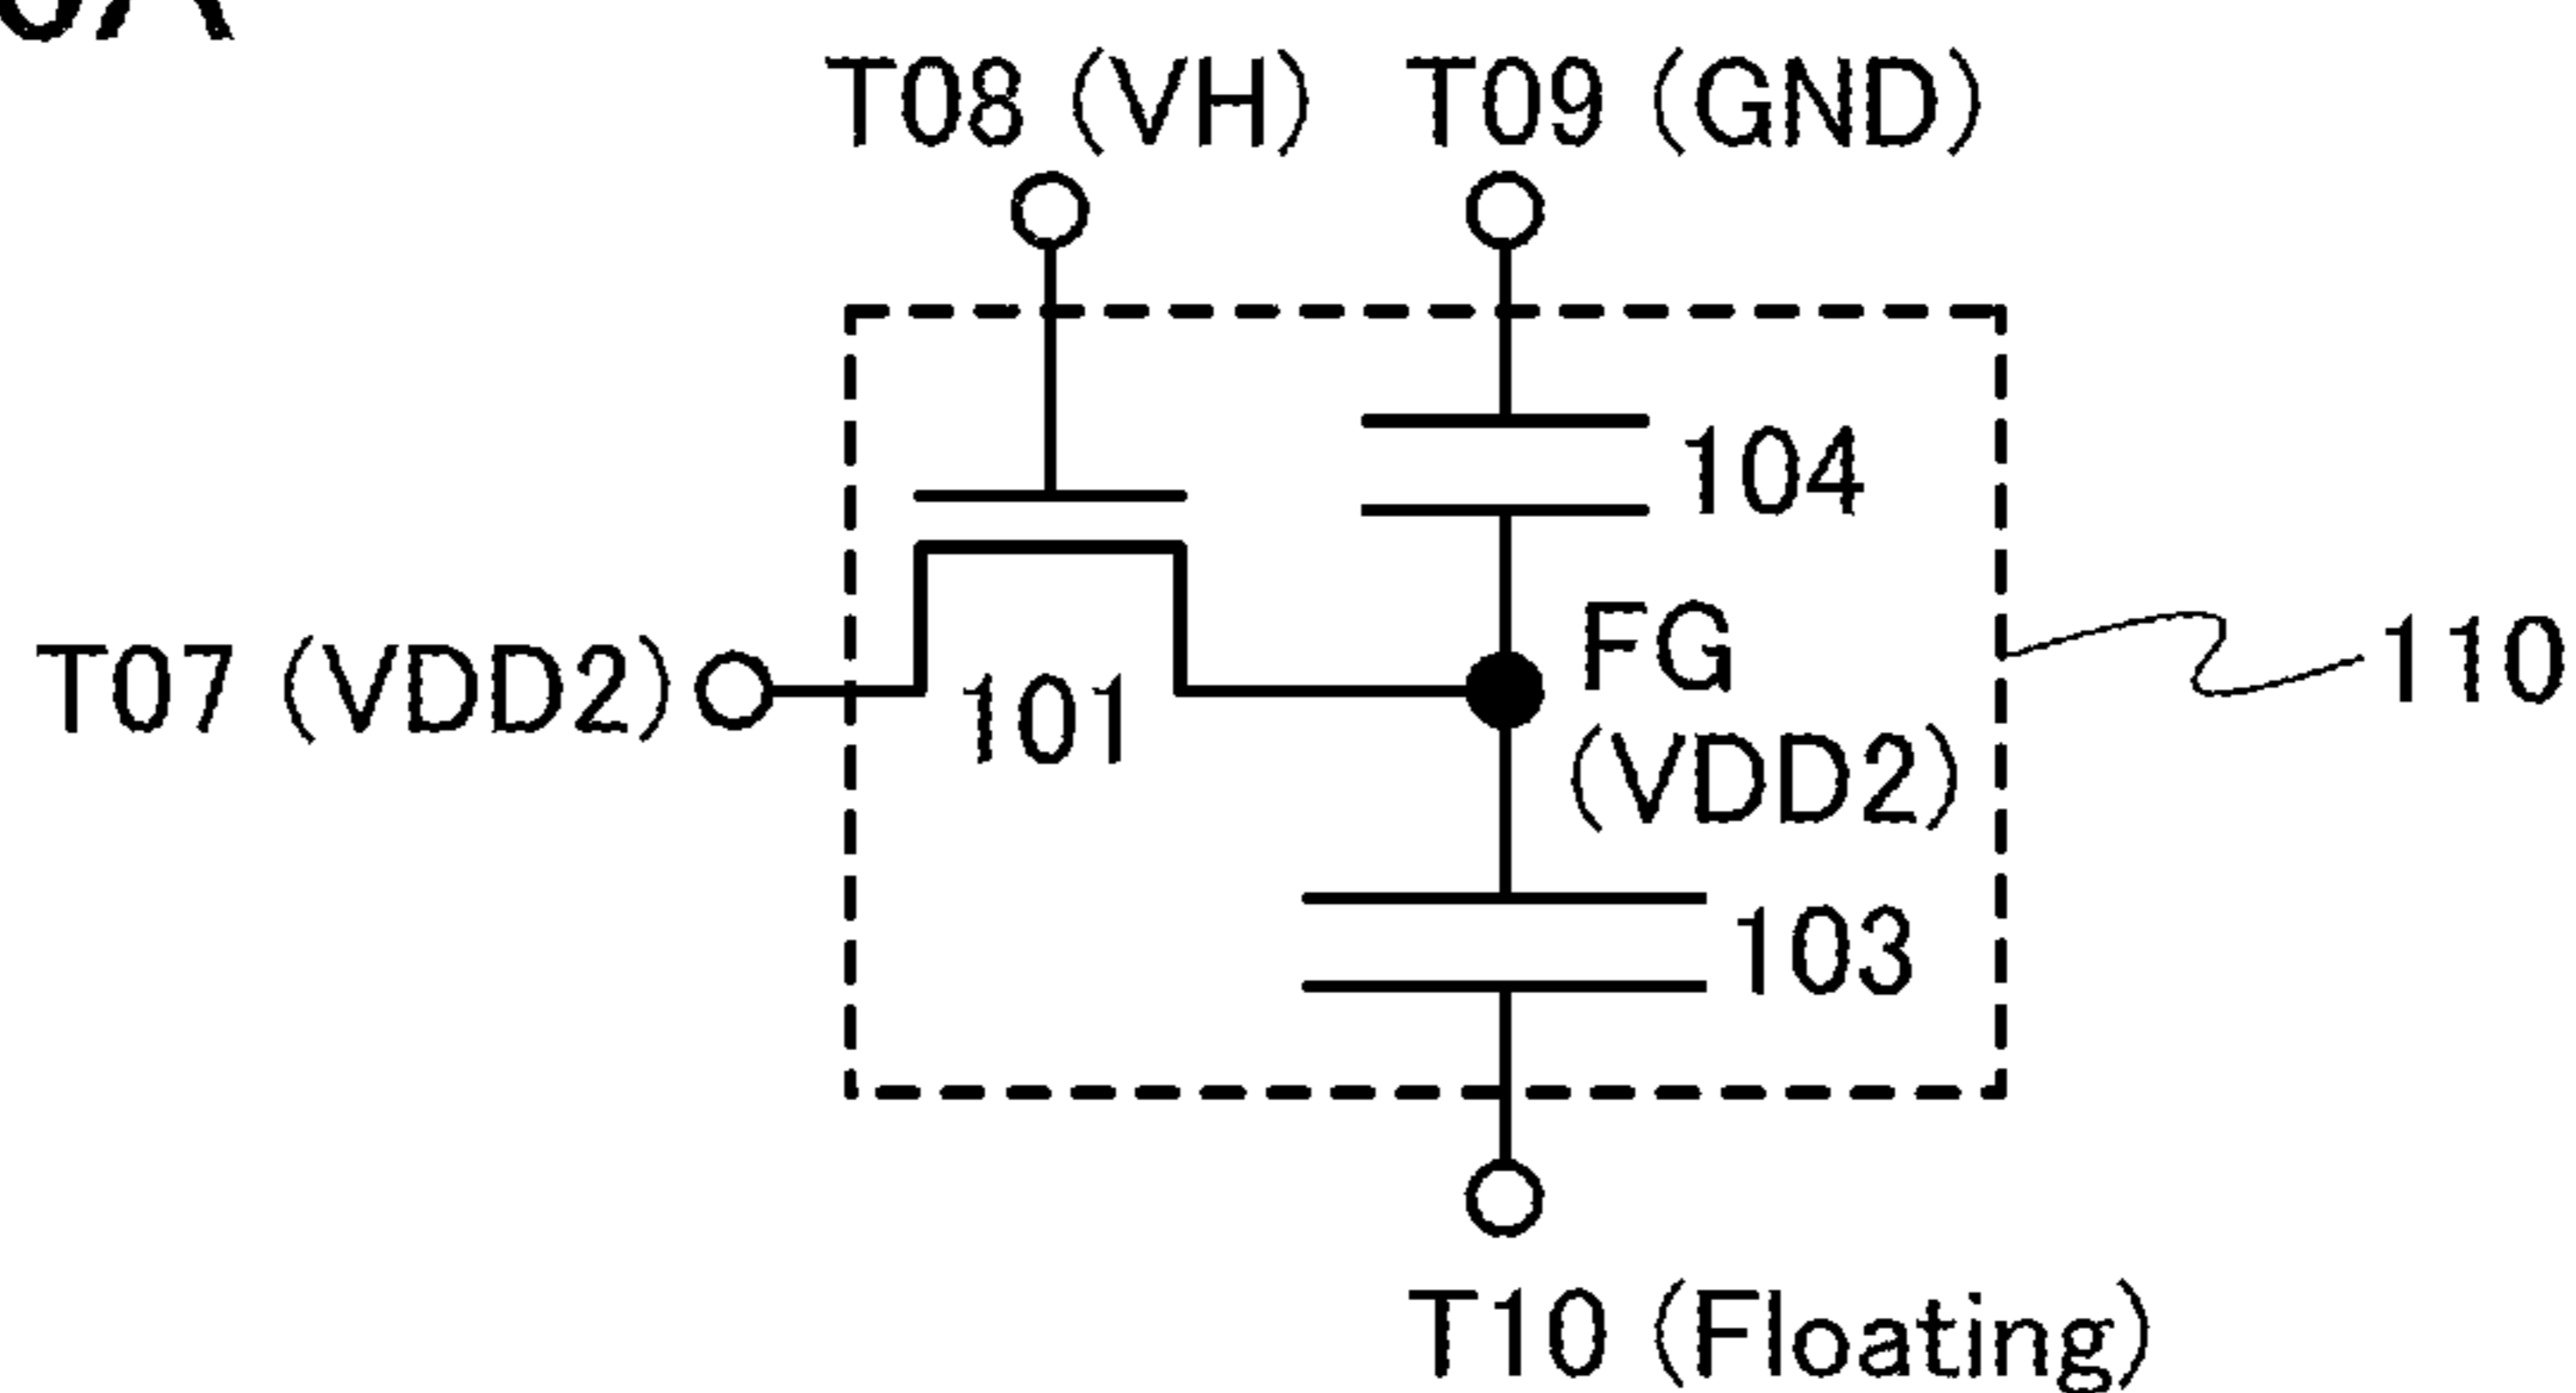 T08 (VH) T09 (GND)
104
T07 (VDD2)
101
FG
(VDD2)
110
103
T10 (Floating)